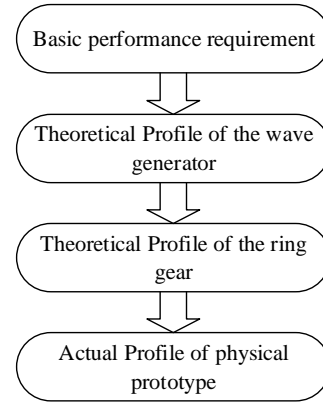 Basic performance requirement
Theoretical Profile of the wave
generator
Theoretical Profile of the ring
gear
Actual Profile of physical
prototype